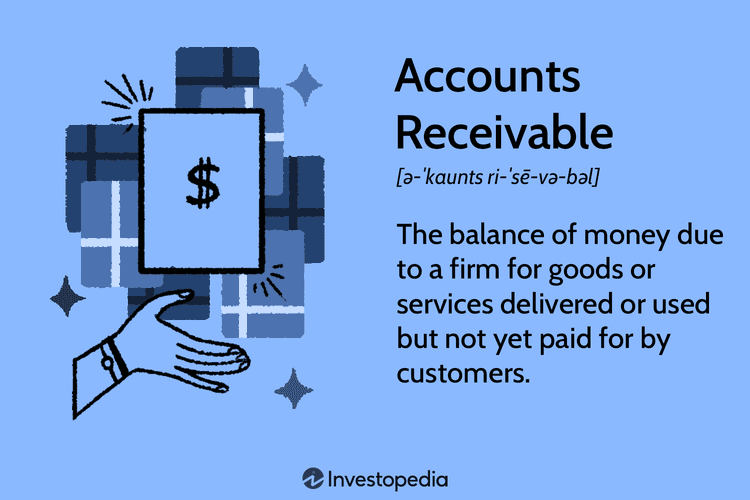 $
Accounts
Receivable
[ə-ˈkaunts ri-ˈsē-və-bəl]
The balance of money due
to a firm for goods or
services delivered or used
but not yet paid for by
customers.
Investopedia